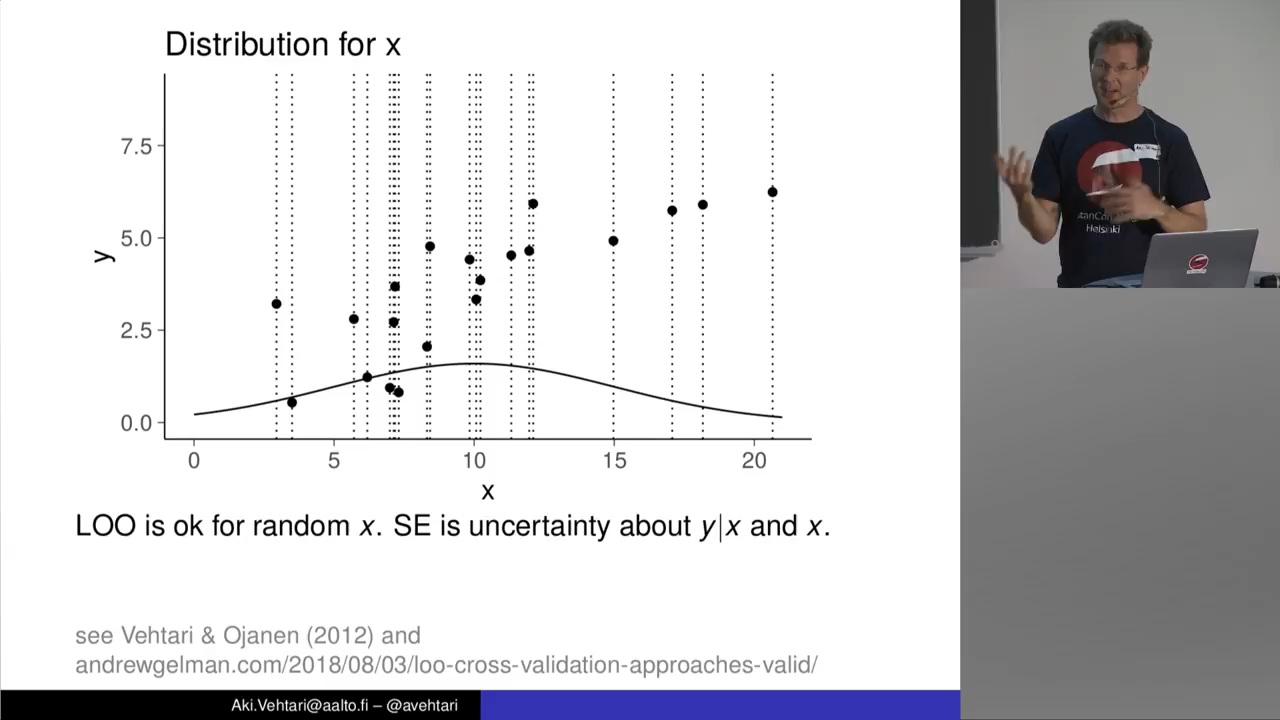 Distribution for x
7.5
5.0
2.5
0.0
y
0
5
10
15
20
x
LOO is ok for random x. SE is uncertainty about y|x and x.
see Vehtari & Ojanen (2012) and
andrewgelman.com/2018/08/03/loo-cross-validation-approaches-valid/
Aki.Vehtari@aalto.fi – @avehtari
Helsinki